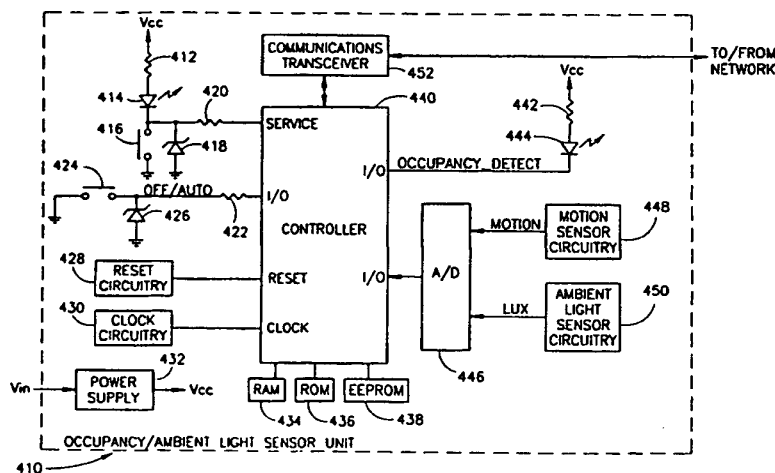 Vcc
412
414
416
418
420
424
OFF/AUTO
426
422
COMMUNICATIONS
TRANSCEIVER
452
440
TO/FROM
NETWORK
Vcc
442
444
SERVICE
I/O
OCCUPANCY DETECT
I/O
CONTROLLER
428
RESET
CIRCUITRY
RESET
I/O
A/D
446
MOTION
MOTION
SENSOR
CIRCUITRY
448
LUX
AMBIENT
LIGHT
SENSOR
CIRCUITRY
450
430
CLOCK
CIRCUITRY
CLOCK
432
Vin
POWER
SUPPLY
Vcc
RAM
434
ROM
436
EEPROM
438
OCCUPANCY/AMBIENT LIGHT SENSOR UNIT
410